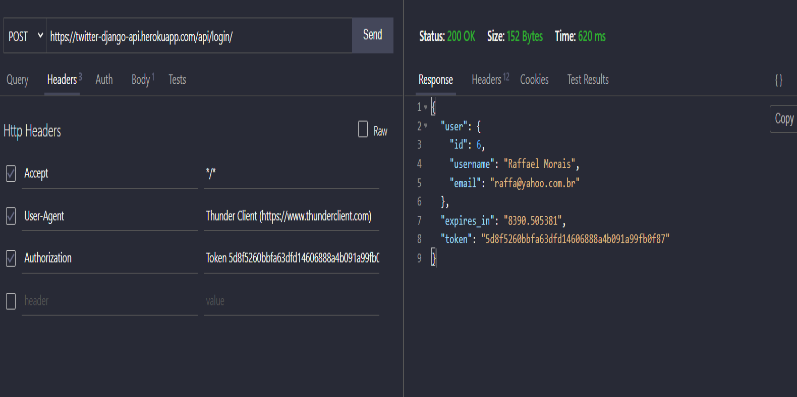 POST https://twitter-django-api.herokuapp.com/api/login/ Send
Query Headers 3 Auth Body 1 Tests
Http Headers Raw
Accept */*
User-Agent Thunder Client (https://www.thunderclient.com)
Authorization Token 5d8f5260bbfa63dfd14606888a4b091a99fb0
header value
Status: 200 OK Size: 152 Bytes Time: 620 ms
Response Headers 12 Cookies Test Results { }
Copy
1 {
2 "user": {
3 "id": 6,
4 "username": "Raffael Morais",
5 "email": "raffa@yahoo.com.br"
6 },
7 "expires_in": "8390.505381",
8 "token": "5d8f5260bbfa63dfd14606888a4b091a99fb0f87"
9 }